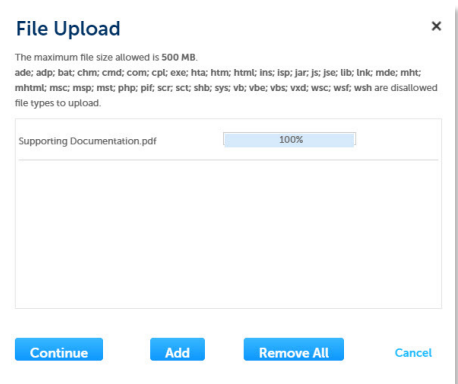 File Upload ×
The maximum file size allowed is 500 MB.
ade; adp; bat; chm; cmd; com; cpl; exe; hta; htm; html; ins; isp; jar; js; jse; lib; lnk; mde; mht;
mhtml; msc; msp; mst; php; pif; scr; sct; shb; sys; vb; vbe; vbs; vxd; wsc; wsf; wsh are disallowed
file types to upload.
Supporting Documentation.pdf 100%
Continue Add Remove All Cancel